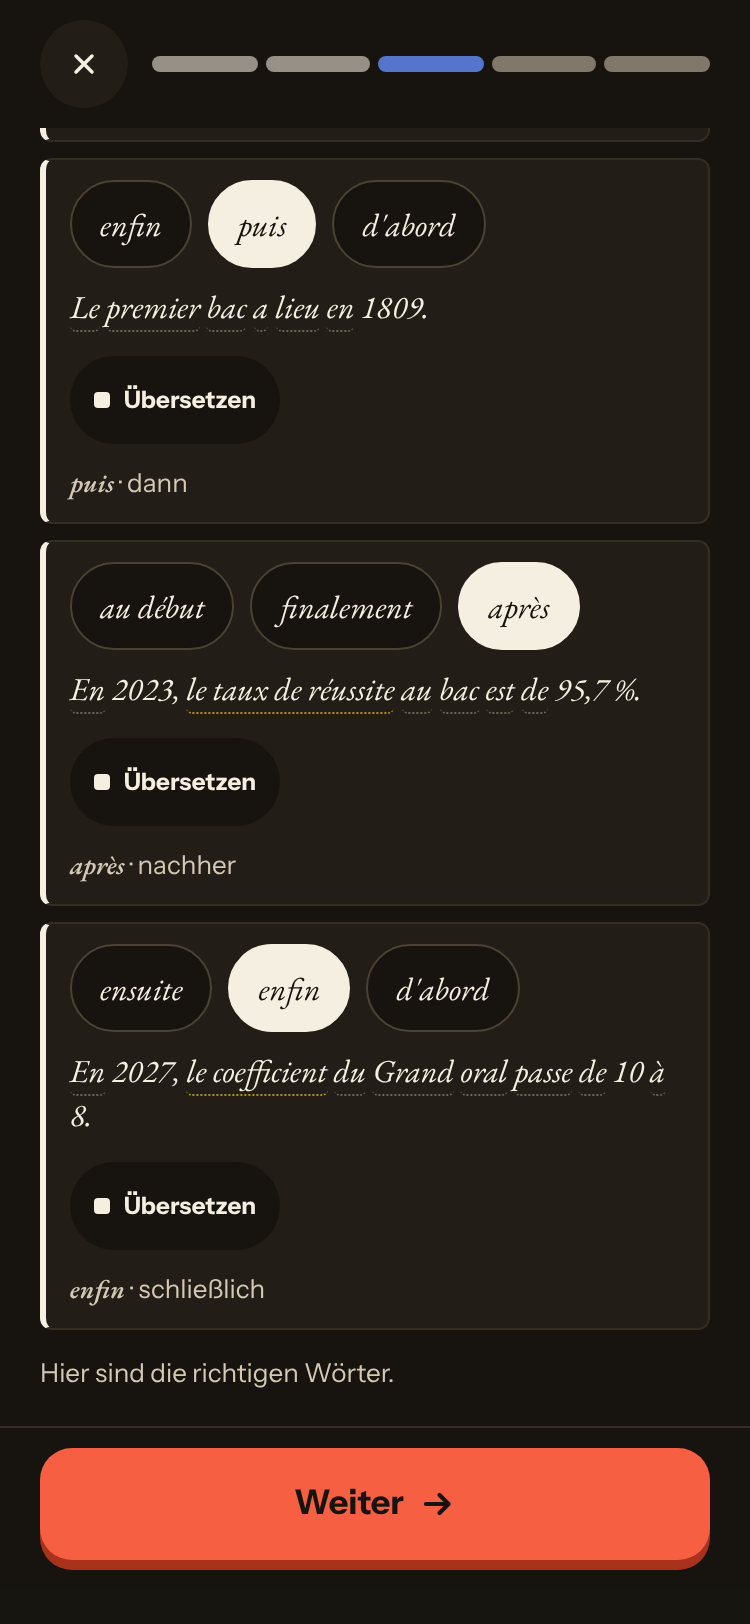 enfin puis d'abord
Le premier bac a lieu en 1809.
Übersetzen
puis · dann
au début finalement après
En 2023, le taux de réussite au bac est de 95,7 %.
Übersetzen
après · nachher
ensuite enfin d'abord
En 2027, le coefficient du Grand oral passe de 10 à
8.
Übersetzen
enfin · schließlich
Hier sind die richtigen Wörter.
Weiter →